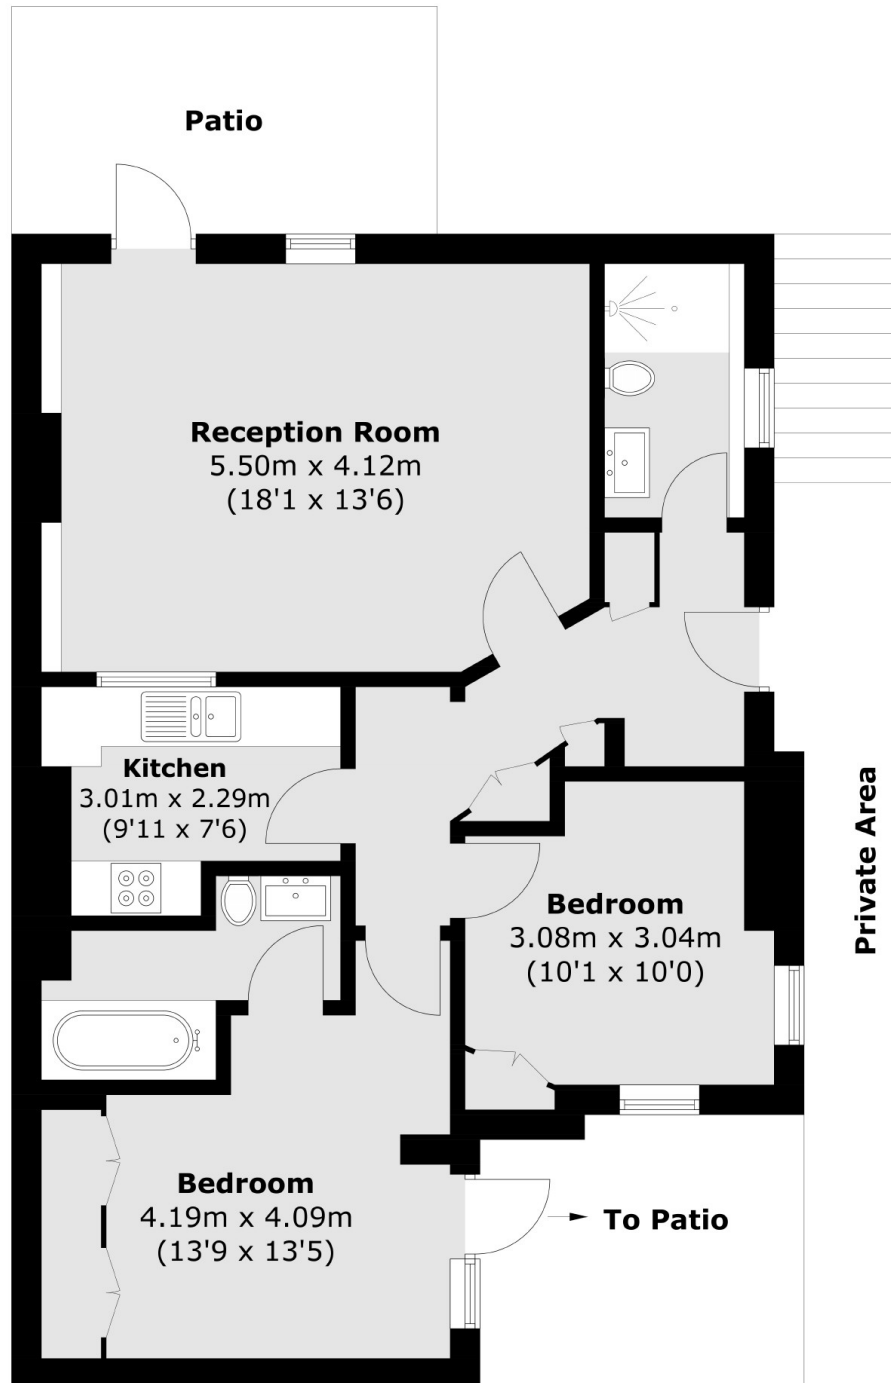 Patio
Reception Room
5.50m x 4.12m
(18'1 x 13'6)
Kitchen
3.01m x 2.29m
(9'11 x 7'6)
Private Area
Bedroom
3.08m x 3.04m
(10'1 x 10'0)
Bedroom
4.19m x 4.09m
(13'9 x 13'5)
To Patio